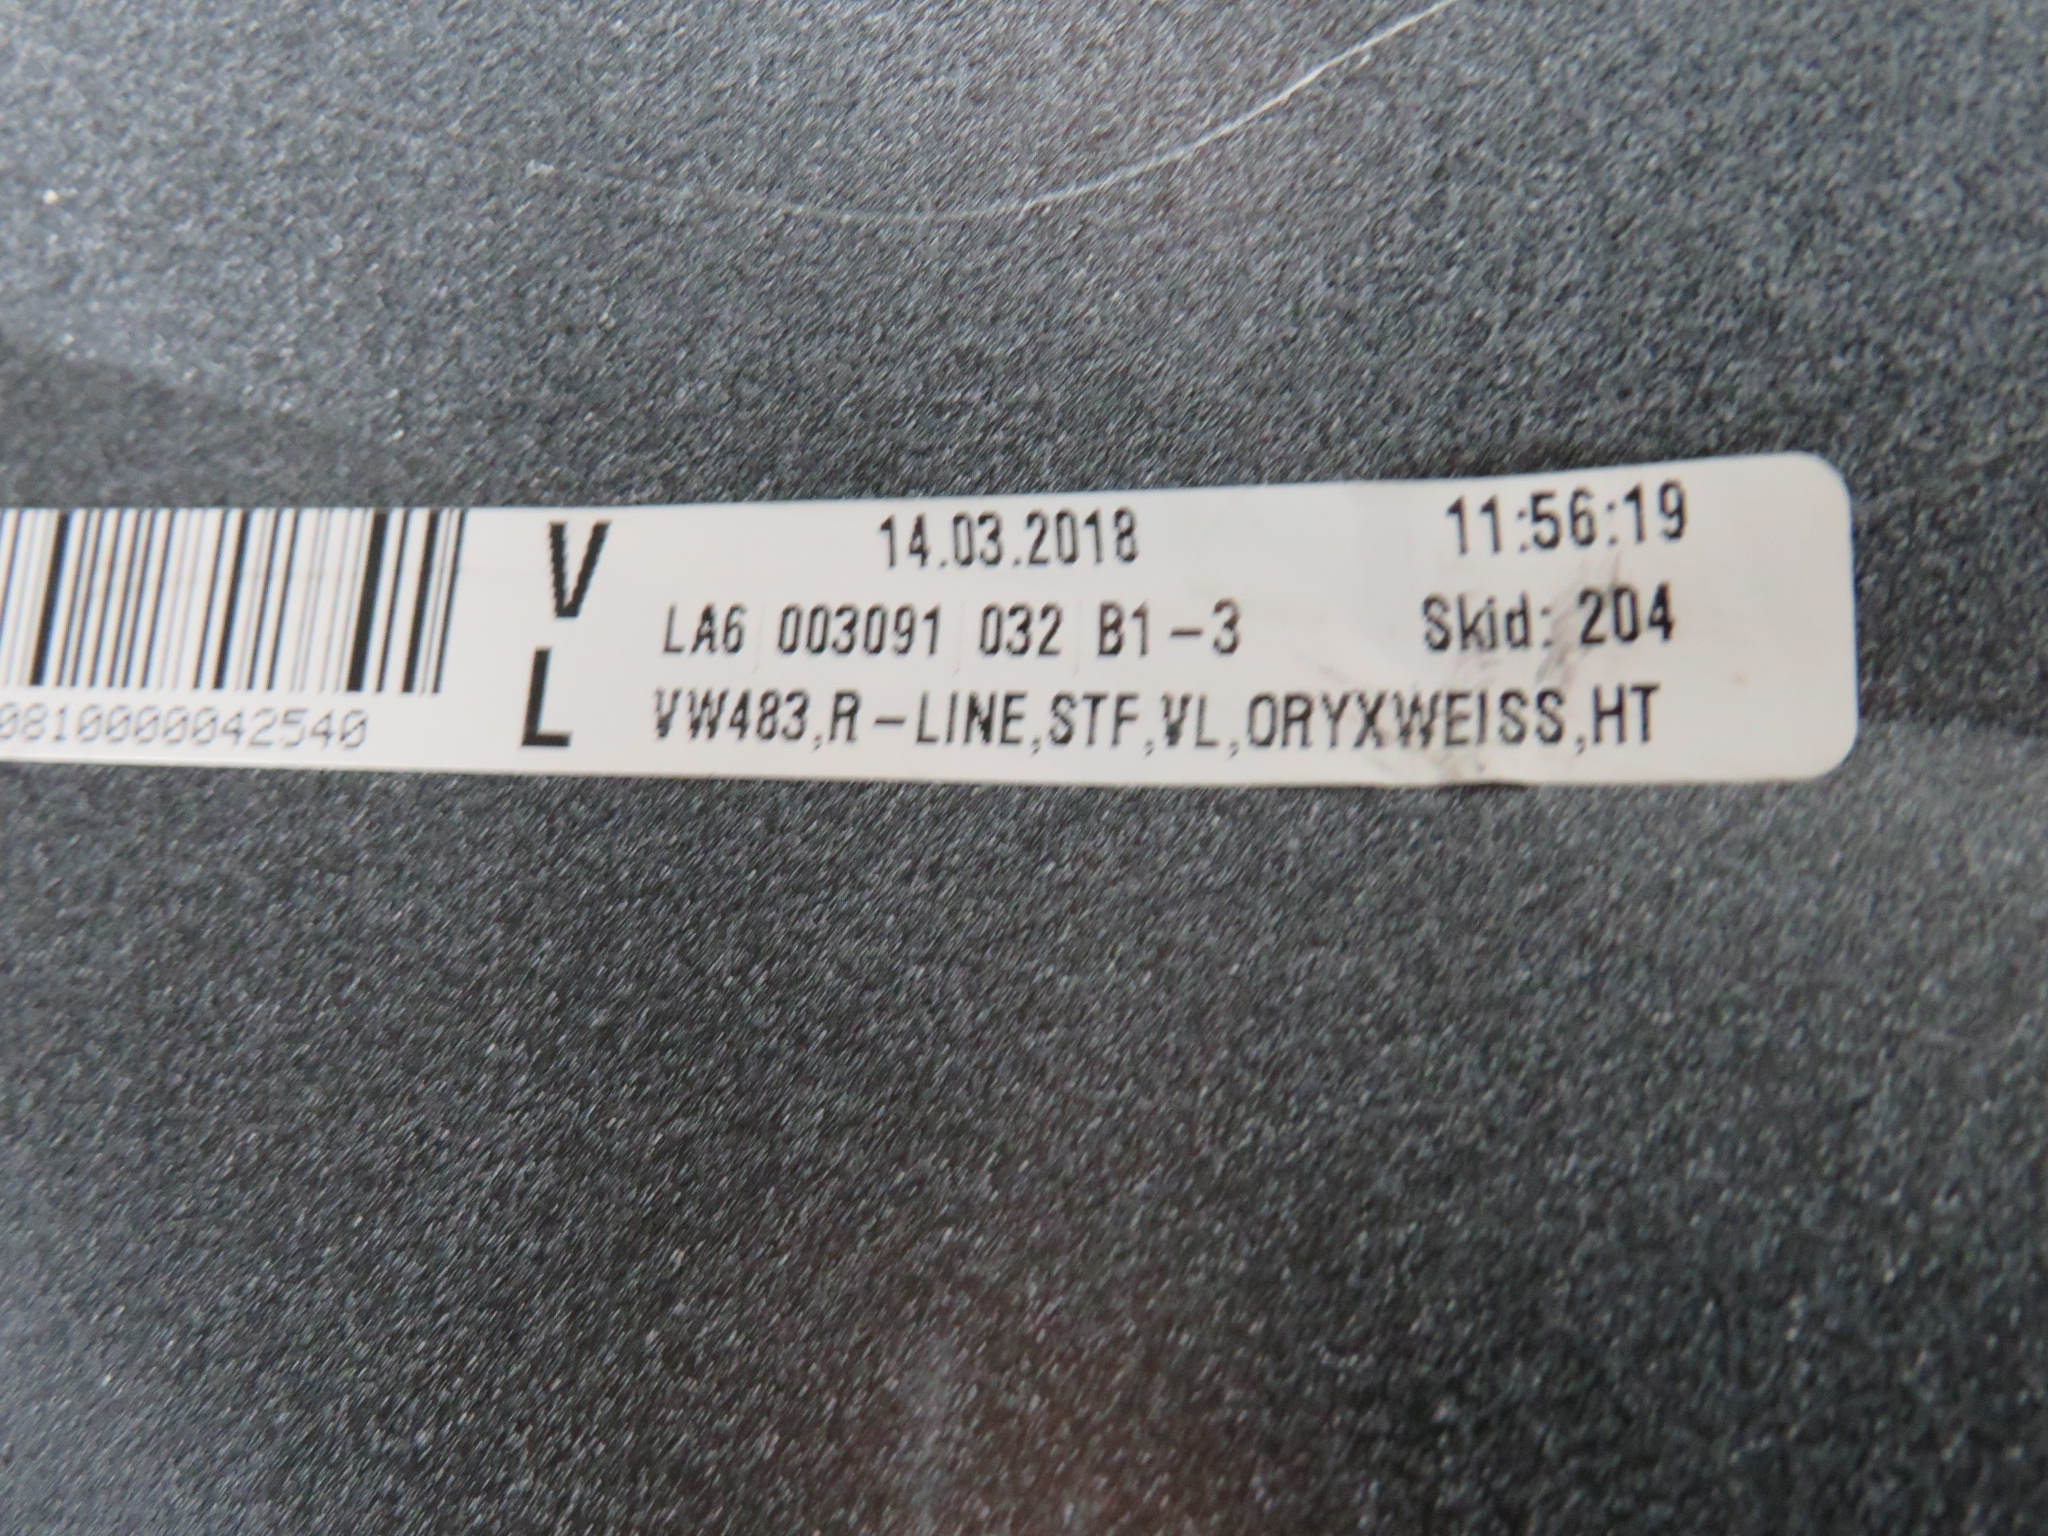 0810000042540
V
L
14.03.2018 11:56:19
LA6 003091 032 B1-3 Skid: 204
VW483,R-LINE,STF,VL,ORYXWEISS,HT